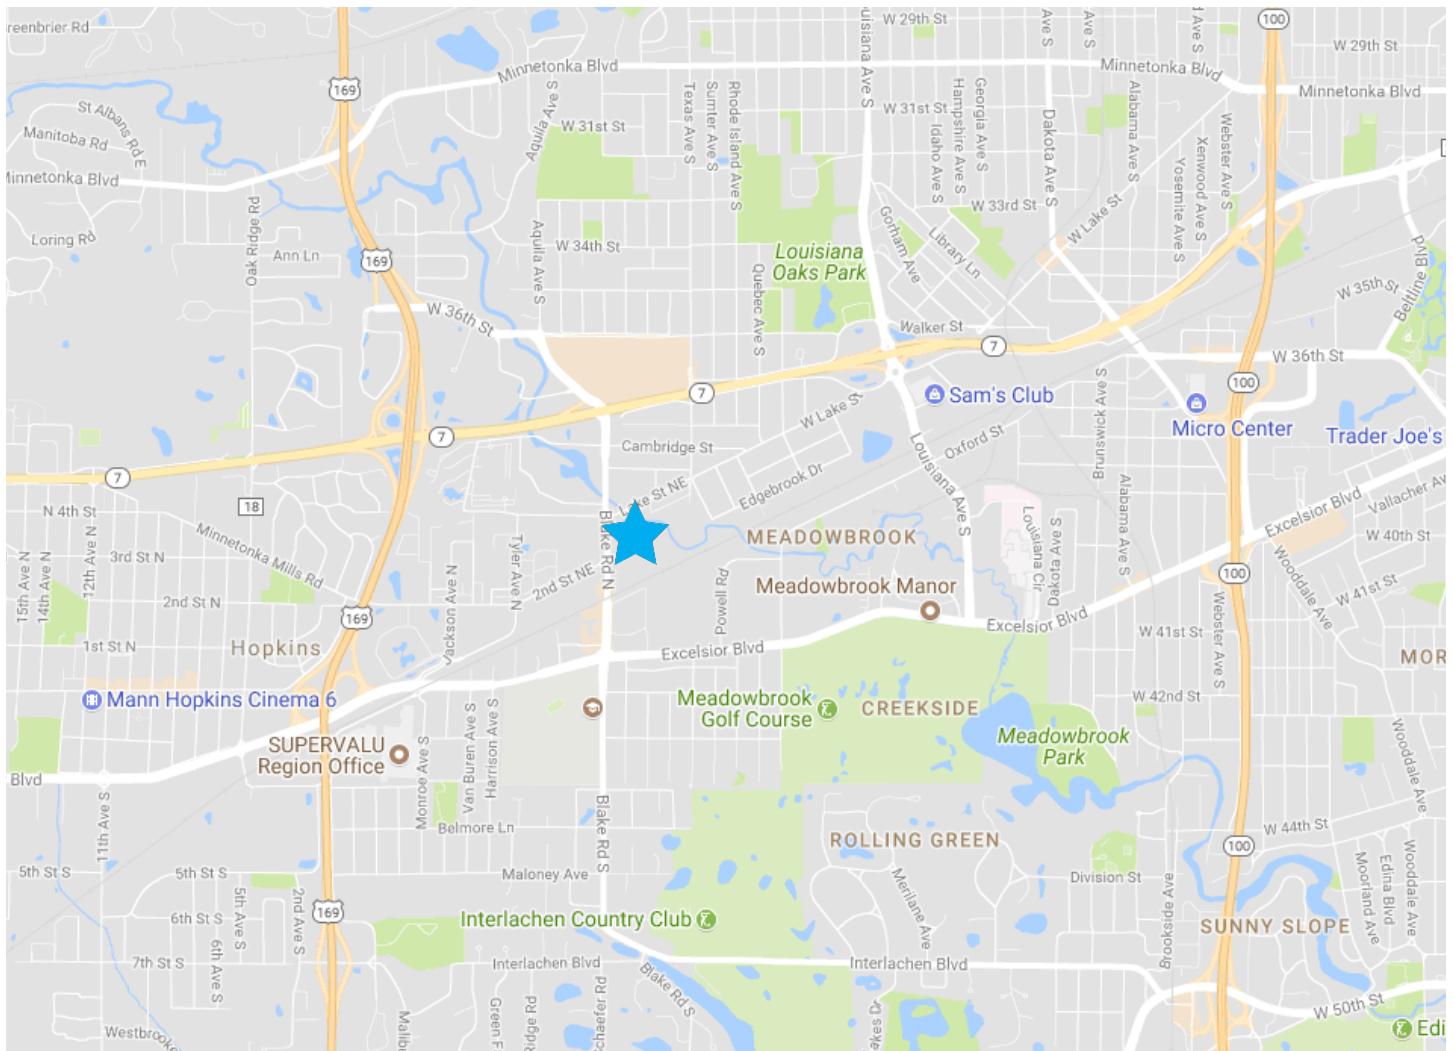 reenbrier Rd
W 29th St
100
W 29th St
Louisiana Ave S
Ave S
Ave S
Ave S
Minnetonka Blvd
Minnetonka Blvd
Minnetonka Blvd
169
St Albans Rd E
Manitoba Rd
Aquila Ave S
W 31st St
Texas Ave S
Sumter Ave S
Rhode Island Ave S
W 31st St
Idaho Ave S
Hampshire Ave S
Georgia Ave S
Dakota Ave S
Alabama Ave S
Yosemite Ave S
Xenwood Ave S
Webster Ave S
Minnetonka Blvd
Loring Rd
Oak Ridge Rd
Ann Ln
169
Aquila Ave S
W 34th St
Louisiana
Oaks Park
Quebec Ave S
Gorham Ave
Library Ln
W 33rd St
W Lake St
W 35th St
Beltline Blvd
W 36th St
Walker St
7
W 36th St
7
Sam's Club
100
Micro Center
Trader Joe's
W Lake St
Oxford St
Louisiana Ave S
Brunswick Ave S
7
Cambridge St
7
18
Lake St NE
Edgebrook Dr
Alabama Ave S
Excelsior Blvd
Vallacher Av
N 4th St
Minnetonka Mills Rd
3rd St N
15th Ave N
14th Ave N
12th Ave N
2nd St N
1st St N
Tyler Ave N
Jackson Ave N
2nd St NE
Blake Rd N
MEADOWBROOK
Meadowbrook Manor
Powell Rd
Louisiana Cir
Dakota Ave S
W 40th St
W 41st St
Wooddale Ave
100
Webster Ave S
169
Hopkins
Excelsior Blvd
Excelsior Blvd
W 41st St
MOR
Mann Hopkins Cinema 6
Meadowbrook
Golf Course
CREEKSIDE
W 42nd St
Meadowbrook
Park
SUPERVALU
Region Office
Monroe Ave S
Van Buren Ave S
Harrison Ave S
Blvd
11th Ave S
Belmore Ln
Blake Rd S
Wooddale Ave
ROLLING GREEN
W 44th St
100
5th St S
5th St S
Maloney Ave
Division St
Merilane Ave
Brookside Ave
Moorland Ave
Edina Blvd
Wooddale Ave
6th St S
5th Ave S
2nd Ave S
169
Interlachen Country Club
SUNNY SLOPE
7th St S
6th Ave S
Interlachen Blvd
Interlachen Blvd
Blake Rd S
Schaefer Rd
W 50th St
Westbrooke
Green F
Ridge Rd
Edi